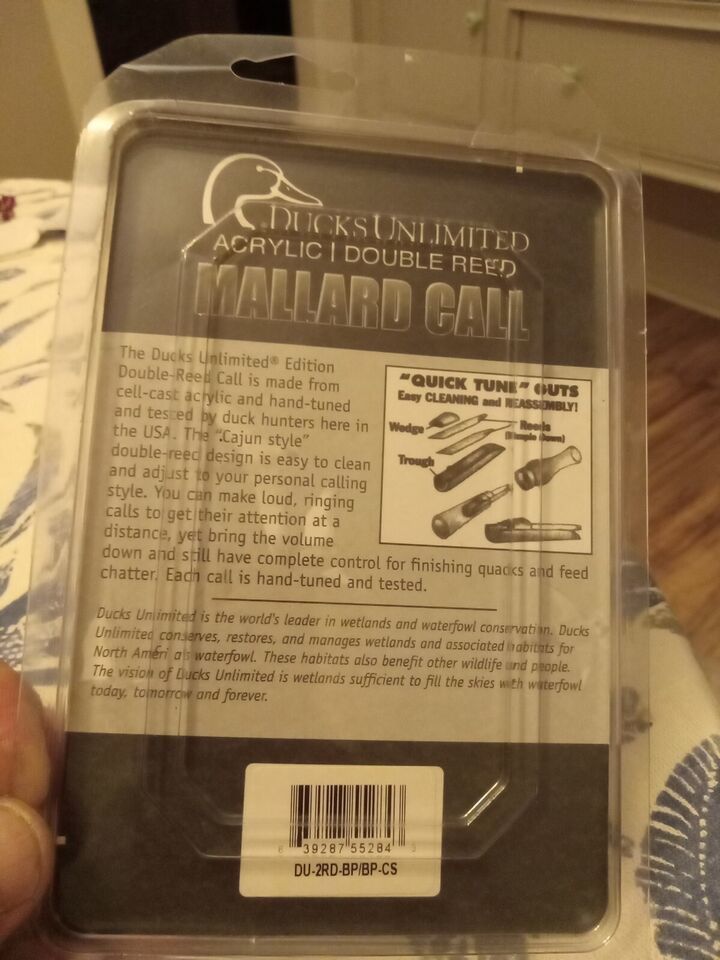 DUCKS UNLIMITED
ACRYLIC | DOUBLE REED
MALLARD CALL
The Ducks Unlimited® Edition
Double-Reed Call is made from
cell-cast acrylic and hand-tuned
and tested by duck hunters here in
the USA. The "Cajun style"
double-reed design is easy to clean
and adjust to your personal calling
style. You can make loud, ringing
calls to get their attention at a
distance, yet bring the volume
down and still have complete control for finishing quacks and feed
chatter. Each call is hand-tuned and tested.
"QUICK TUNE" GUTS
Easy CLEANING and REASSEMBLY!
Wedge
Reeds
(Dimple Down)
Trough
Ducks Unlimited is the world's leader in wetlands and waterfowl conservation. Ducks
Unlimited conserves, restores, and manages wetlands and associated habitats for
North America's waterfowl. These habitats also benefit other wildlife and people.
The vision of Ducks Unlimited is wetlands sufficient to fill the skies with waterfowl
today, tomorrow and forever.
8 39287 55284 3
DU-2RD-BP/BP-CS